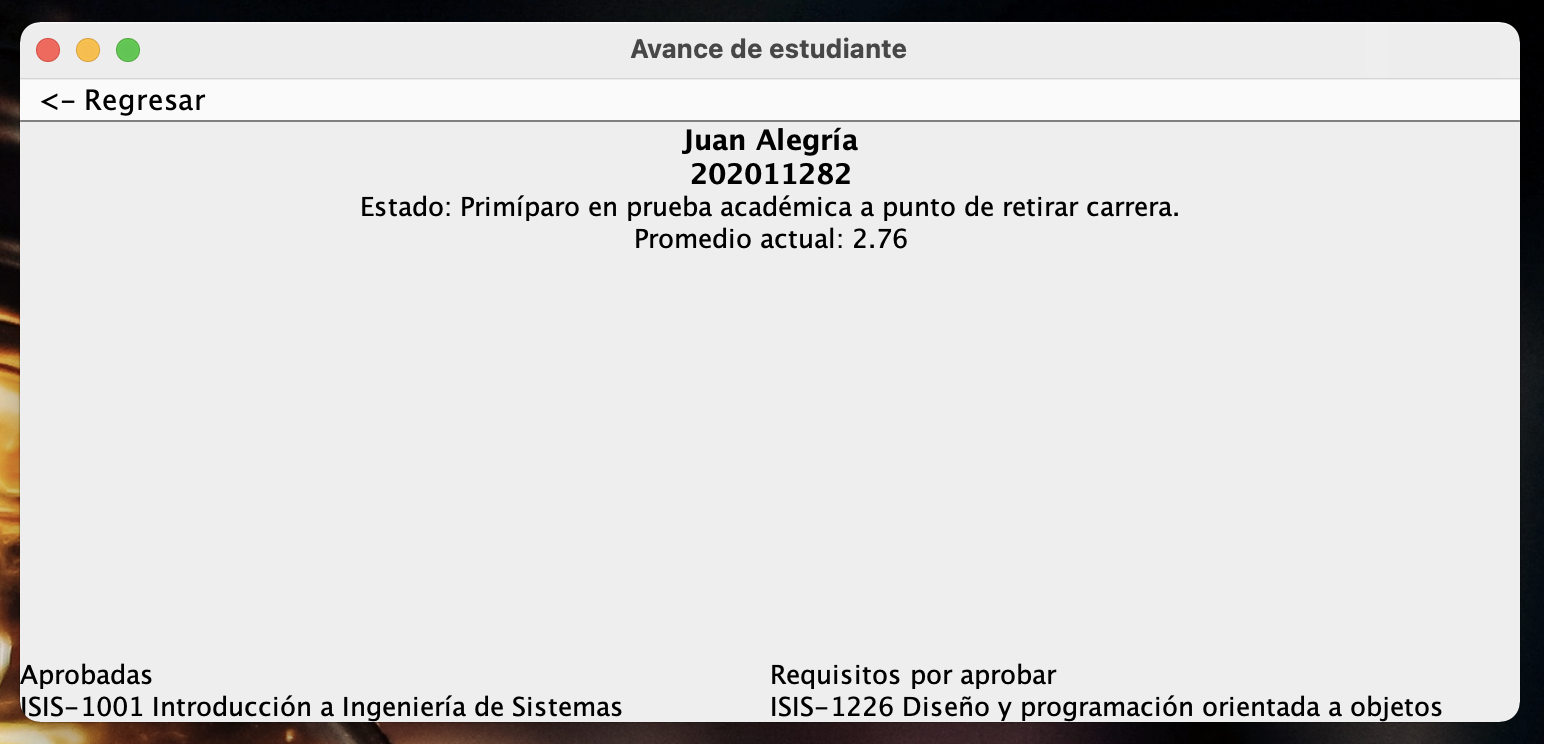 Avance de estudiante
<- Regresar
Juan Alegría
202011282
Estado: Primíparo en prueba académica a punto de retirar carrera.
Promedio actual: 2.76
Aprobadas
ISIS-1001 Introducción a Ingeniería de Sistemas
Requisitos por aprobar
ISIS-1226 Diseño y programación orientada a objetos